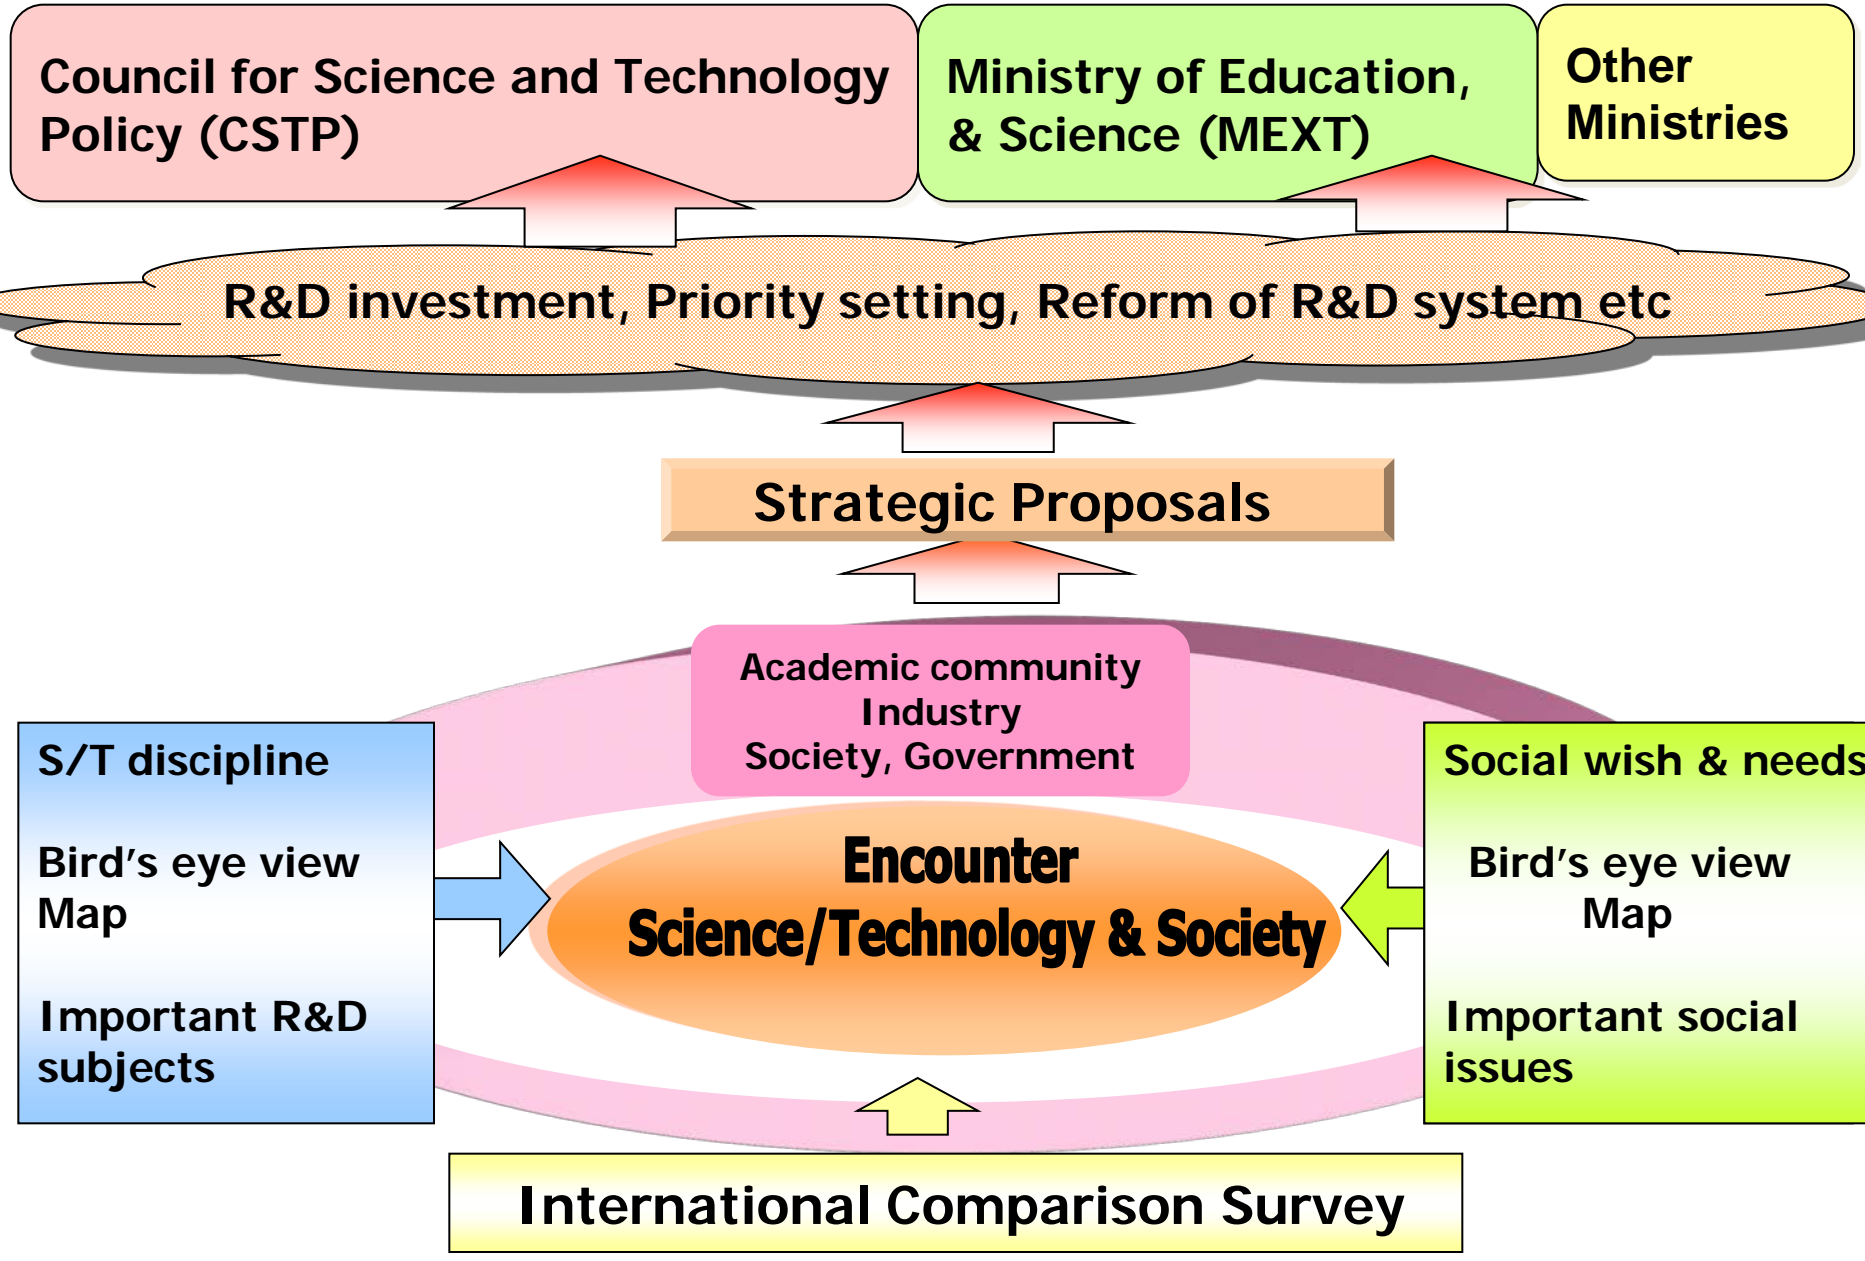 Council for Science and Technology
Policy (CSTP)
Ministry of Education,
& Science (MEXT)
Other
Ministries
R&D investment, Priority setting, Reform of R&D system etc
Strategic Proposals
Academic community
Industry
Society, Government
S/T discipline
Bird's eye view
Map
Important R&D
subjects
Encounter
Science/Technology & Society
Social wish & needs
Bird's eye view
Map
Important social
issues
International Comparison Survey